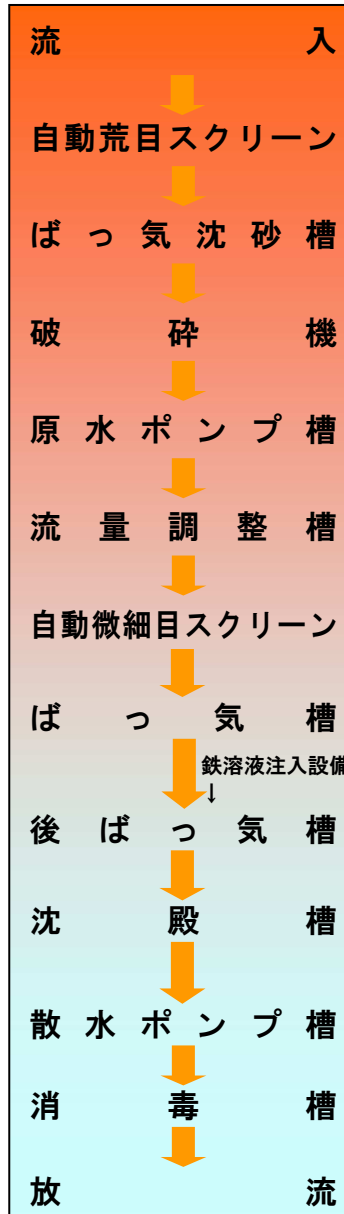 流入
自動荒目スクリーン
ばっ気沈砂槽
破砕機
原水ポンプ槽
流量調整槽
自動微細目スクリーン
ばっ気槽
鉄溶液注入設備
↓
後ばっ気槽
沈殿槽
散水ポンプ槽
消毒槽
放流